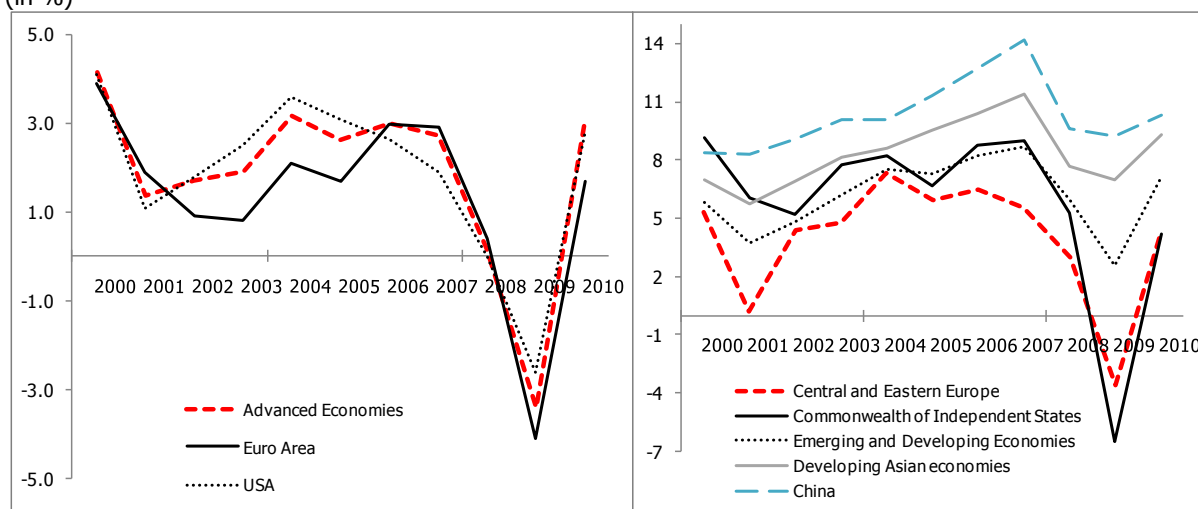 (in %)
5.0
3.0
1.0
-1.0
-3.0
-5.0
2000 2001 2002 2003 2004 2005 2006 2007 2008 2009 2010
Advanced Economies
Euro Area
USA
14
11
8
5
2
-1
-4
-7
2000 2001 2002 2003 2004 2005 2006 2007 2008 2009 2010
Central and Eastern Europe
Commonwealth of Independent States
Emerging and Developing Economies
Developing Asian economies
China